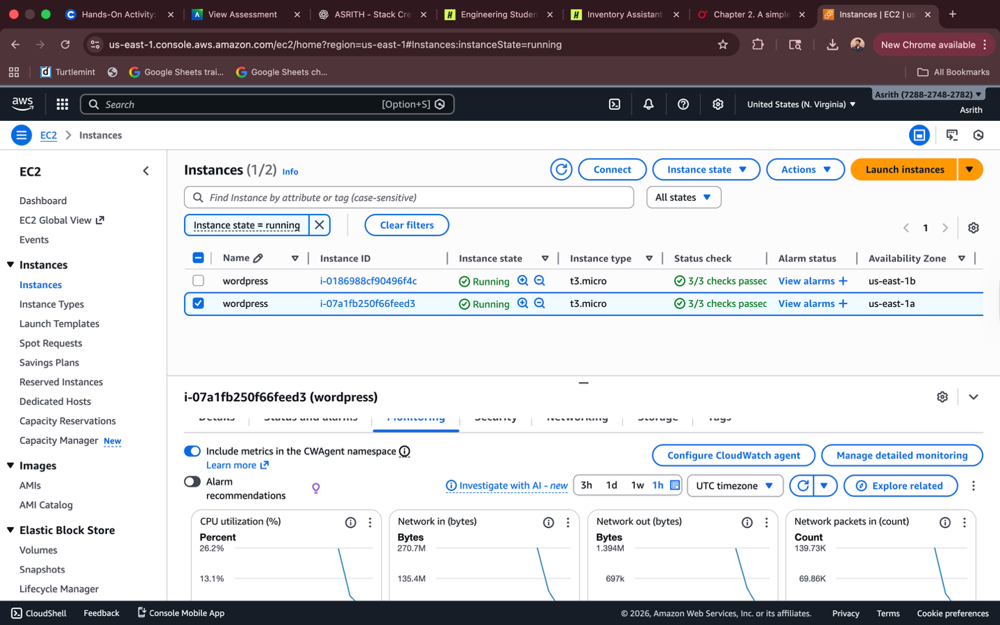 Hands-On Activity:
View Assessment
ASRITH - Stack Cre
Engineering Studen
Inventory Assistant
Chapter 2. A simple
Instances | EC2 | us
us-east-1.console.aws.amazon.com/ec2/home?region=us-east-1#Instances:instanceState=running
New Chrome available
Turtlemint
Google Sheets trai...
Google Sheets ch...
All Bookmarks
aws
Search
[Option+S]
United States (N. Virginia)
Asrith (7288-2748-2782)
Asrith
EC2
Instances
EC2
Dashboard
EC2 Global View
Events
Instances
Instances
Instance Types
Launch Templates
Spot Requests
Savings Plans
Reserved Instances
Dedicated Hosts
Capacity Reservations
Capacity Manager New
Images
AMIs
AMI Catalog
Elastic Block Store
Volumes
Snapshots
Lifecycle Manager
Instances (1/2) Info
Connect
Instance state
Actions
Launch instances
Find Instance by attribute or tag (case-sensitive)
All states
Instance state = running
Clear filters
1
Name Instance ID Instance state Instance type Status check Alarm status Availability Zone
wordpress i-0186988cf90496f4c Running t3.micro 3/3 checks passec View alarms + us-east-1b
wordpress i-07a1fb250f66feed3 Running t3.micro 3/3 checks passec View alarms + us-east-1a
i-07a1fb250f66feed3 (wordpress)
Details Status and alarms Monitoring Security Networking Storage Tags
Include metrics in the CWAgent namespace
Learn more
Configure CloudWatch agent
Manage detailed monitoring
Alarm
recommendations
Investigate with AI - new
3h 1d 1w 1h
UTC timezone
Explore related
CPU utilization (%)
Percent
26.2%
13.1%
Network in (bytes)
Bytes
270.7M
135.4M
Network out (bytes)
Bytes
1.394M
697k
Network packets in (count)
Count
139.73K
69.86K
CloudShell
Feedback
Console Mobile App
© 2026, Amazon Web Services, Inc. or its affiliates.
Privacy
Terms
Cookie preferences